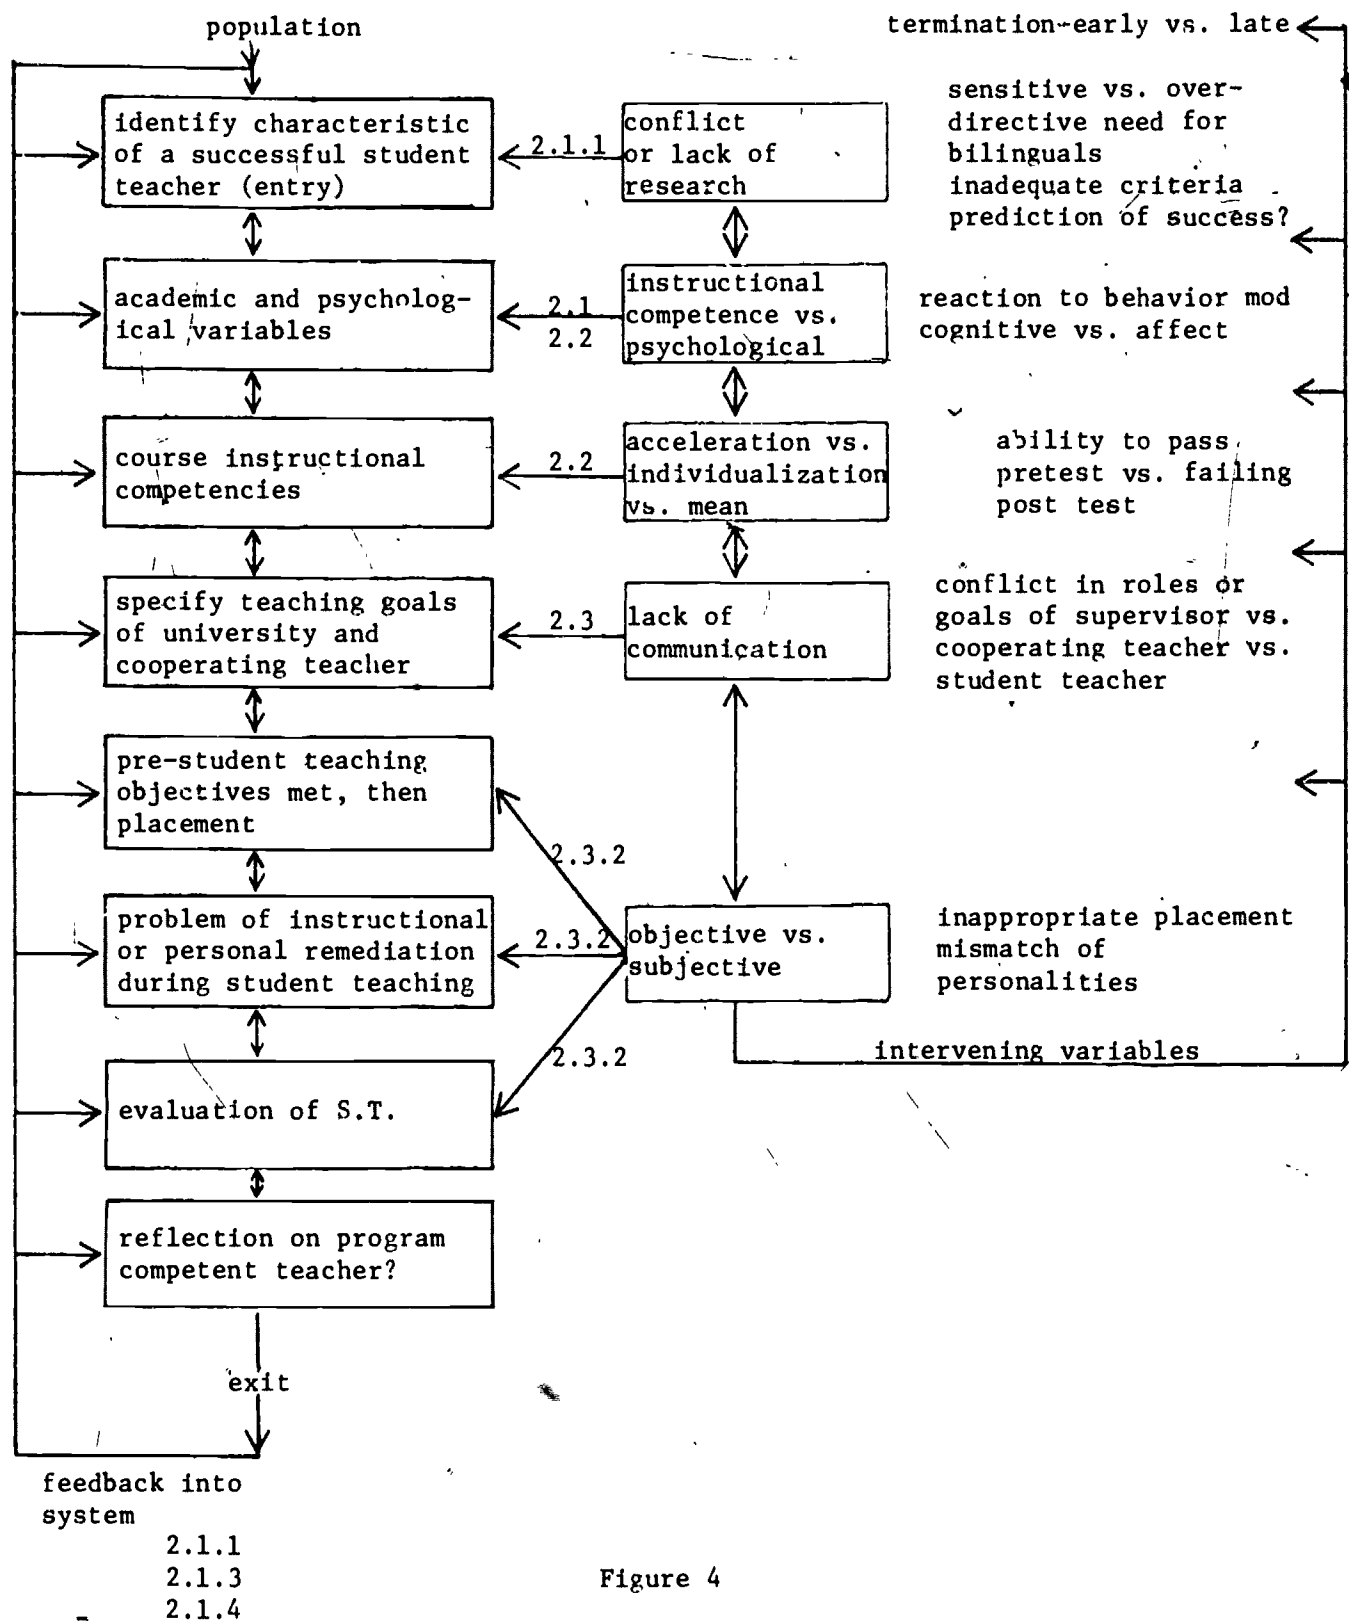 population
termination-early vs. late
identify characteristic
of a successful student
teacher (entry)
2.1.1
conflict
or lack of
research
sensitive vs. over-
directive need for
bilinguals
inadequate criteria
prediction of success?
academic and psycholog-
ical variables
2.1
2.2
instructional
competence vs.
psychological
reaction to behavior mod
cognitive vs. affect
course instructional
competencies
2.2
acceleration vs.
individualization
vs. mean
ability to pass
pretest vs. failing
post test
specify teaching goals
of university and
cooperating teacher
2.3
lack of
communication
conflict in roles or
goals of supervisor vs.
cooperating teacher vs.
student teacher
pre-student teaching
objectives met, then
placement
2.3.2
problem of instructional
or personal remediation
during student teaching
2.3.2
objective vs.
subjective
inappropriate placement
mismatch of
personalities
2.3.2
intervening variables
evaluation of S.T.
reflection on program
competent teacher?
exit
feedback into
system
2.1.1
2.1.3
2.1.4
Figure 4